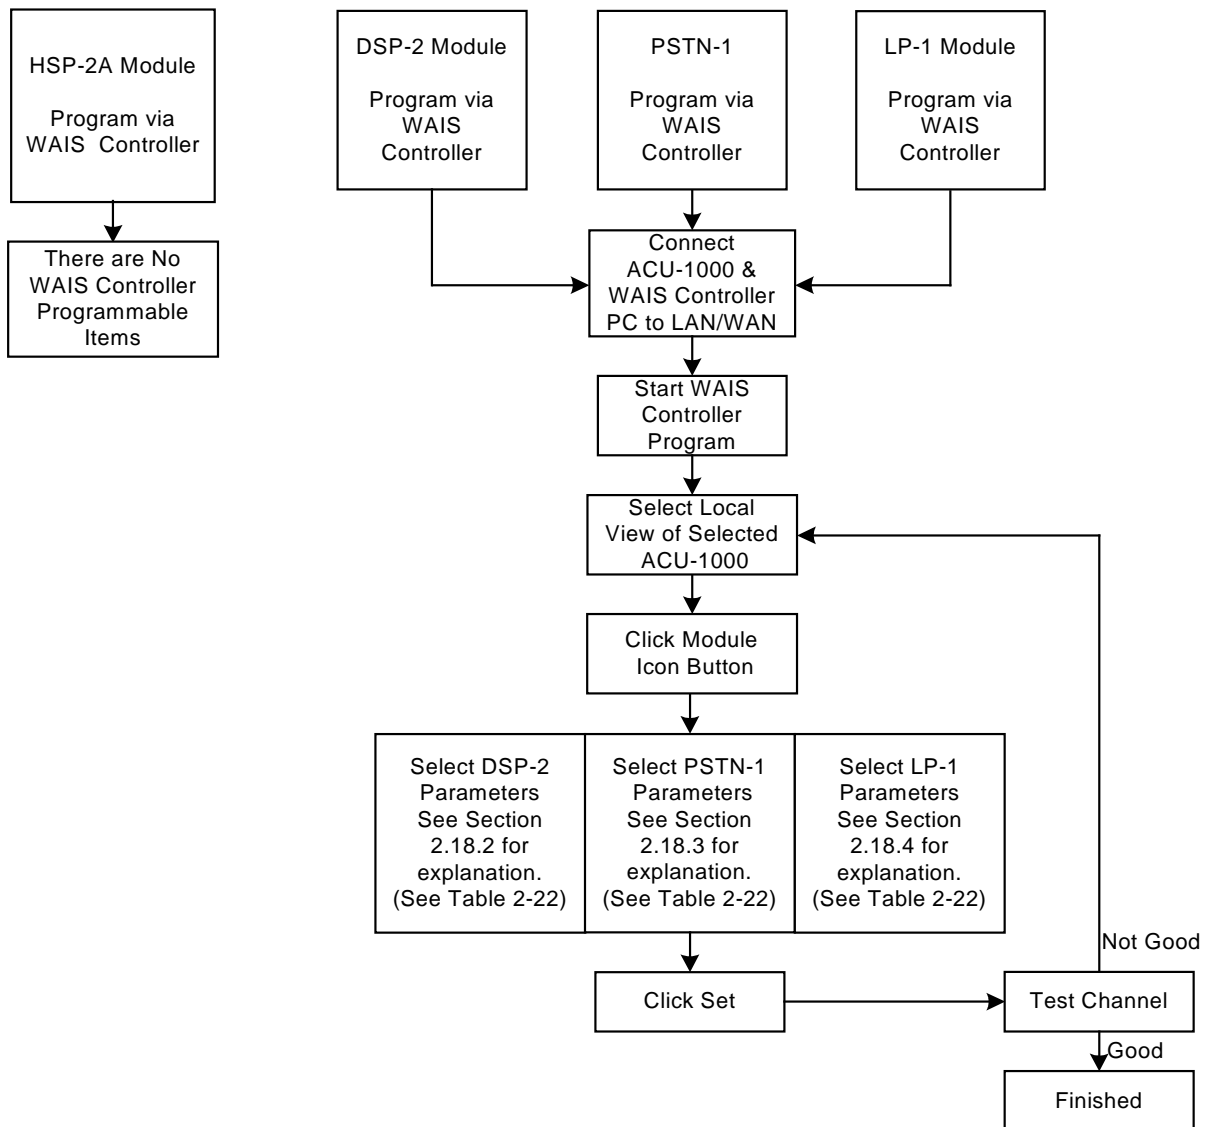 HSP-2A Module
Program via
WAIS Controller
There are No
WAIS Controller
Programmable
Items
DSP-2 Module
Program via
WAIS
Controller
PSTN-1
Program via
WAIS
Controller
LP-1 Module
Program via
WAIS
Controller
Connect
ACU-1000 &
WAIS Controller
PC to LAN/WAN
Start WAIS
Controller
Program
Select Local
View of Selected
ACU-1000
Click Module
Icon Button
Select DSP-2
Parameters
See Section
2.18.2 for
explanation.
(See Table 2-22)
Select PSTN-1
Parameters
See Section
2.18.3 for
explanation.
(See Table 2-22)
Select LP-1
Parameters
See Section
2.18.4 for
explanation.
(See Table 2-22)
Click Set
Not Good
Test Channel
Good
Finished